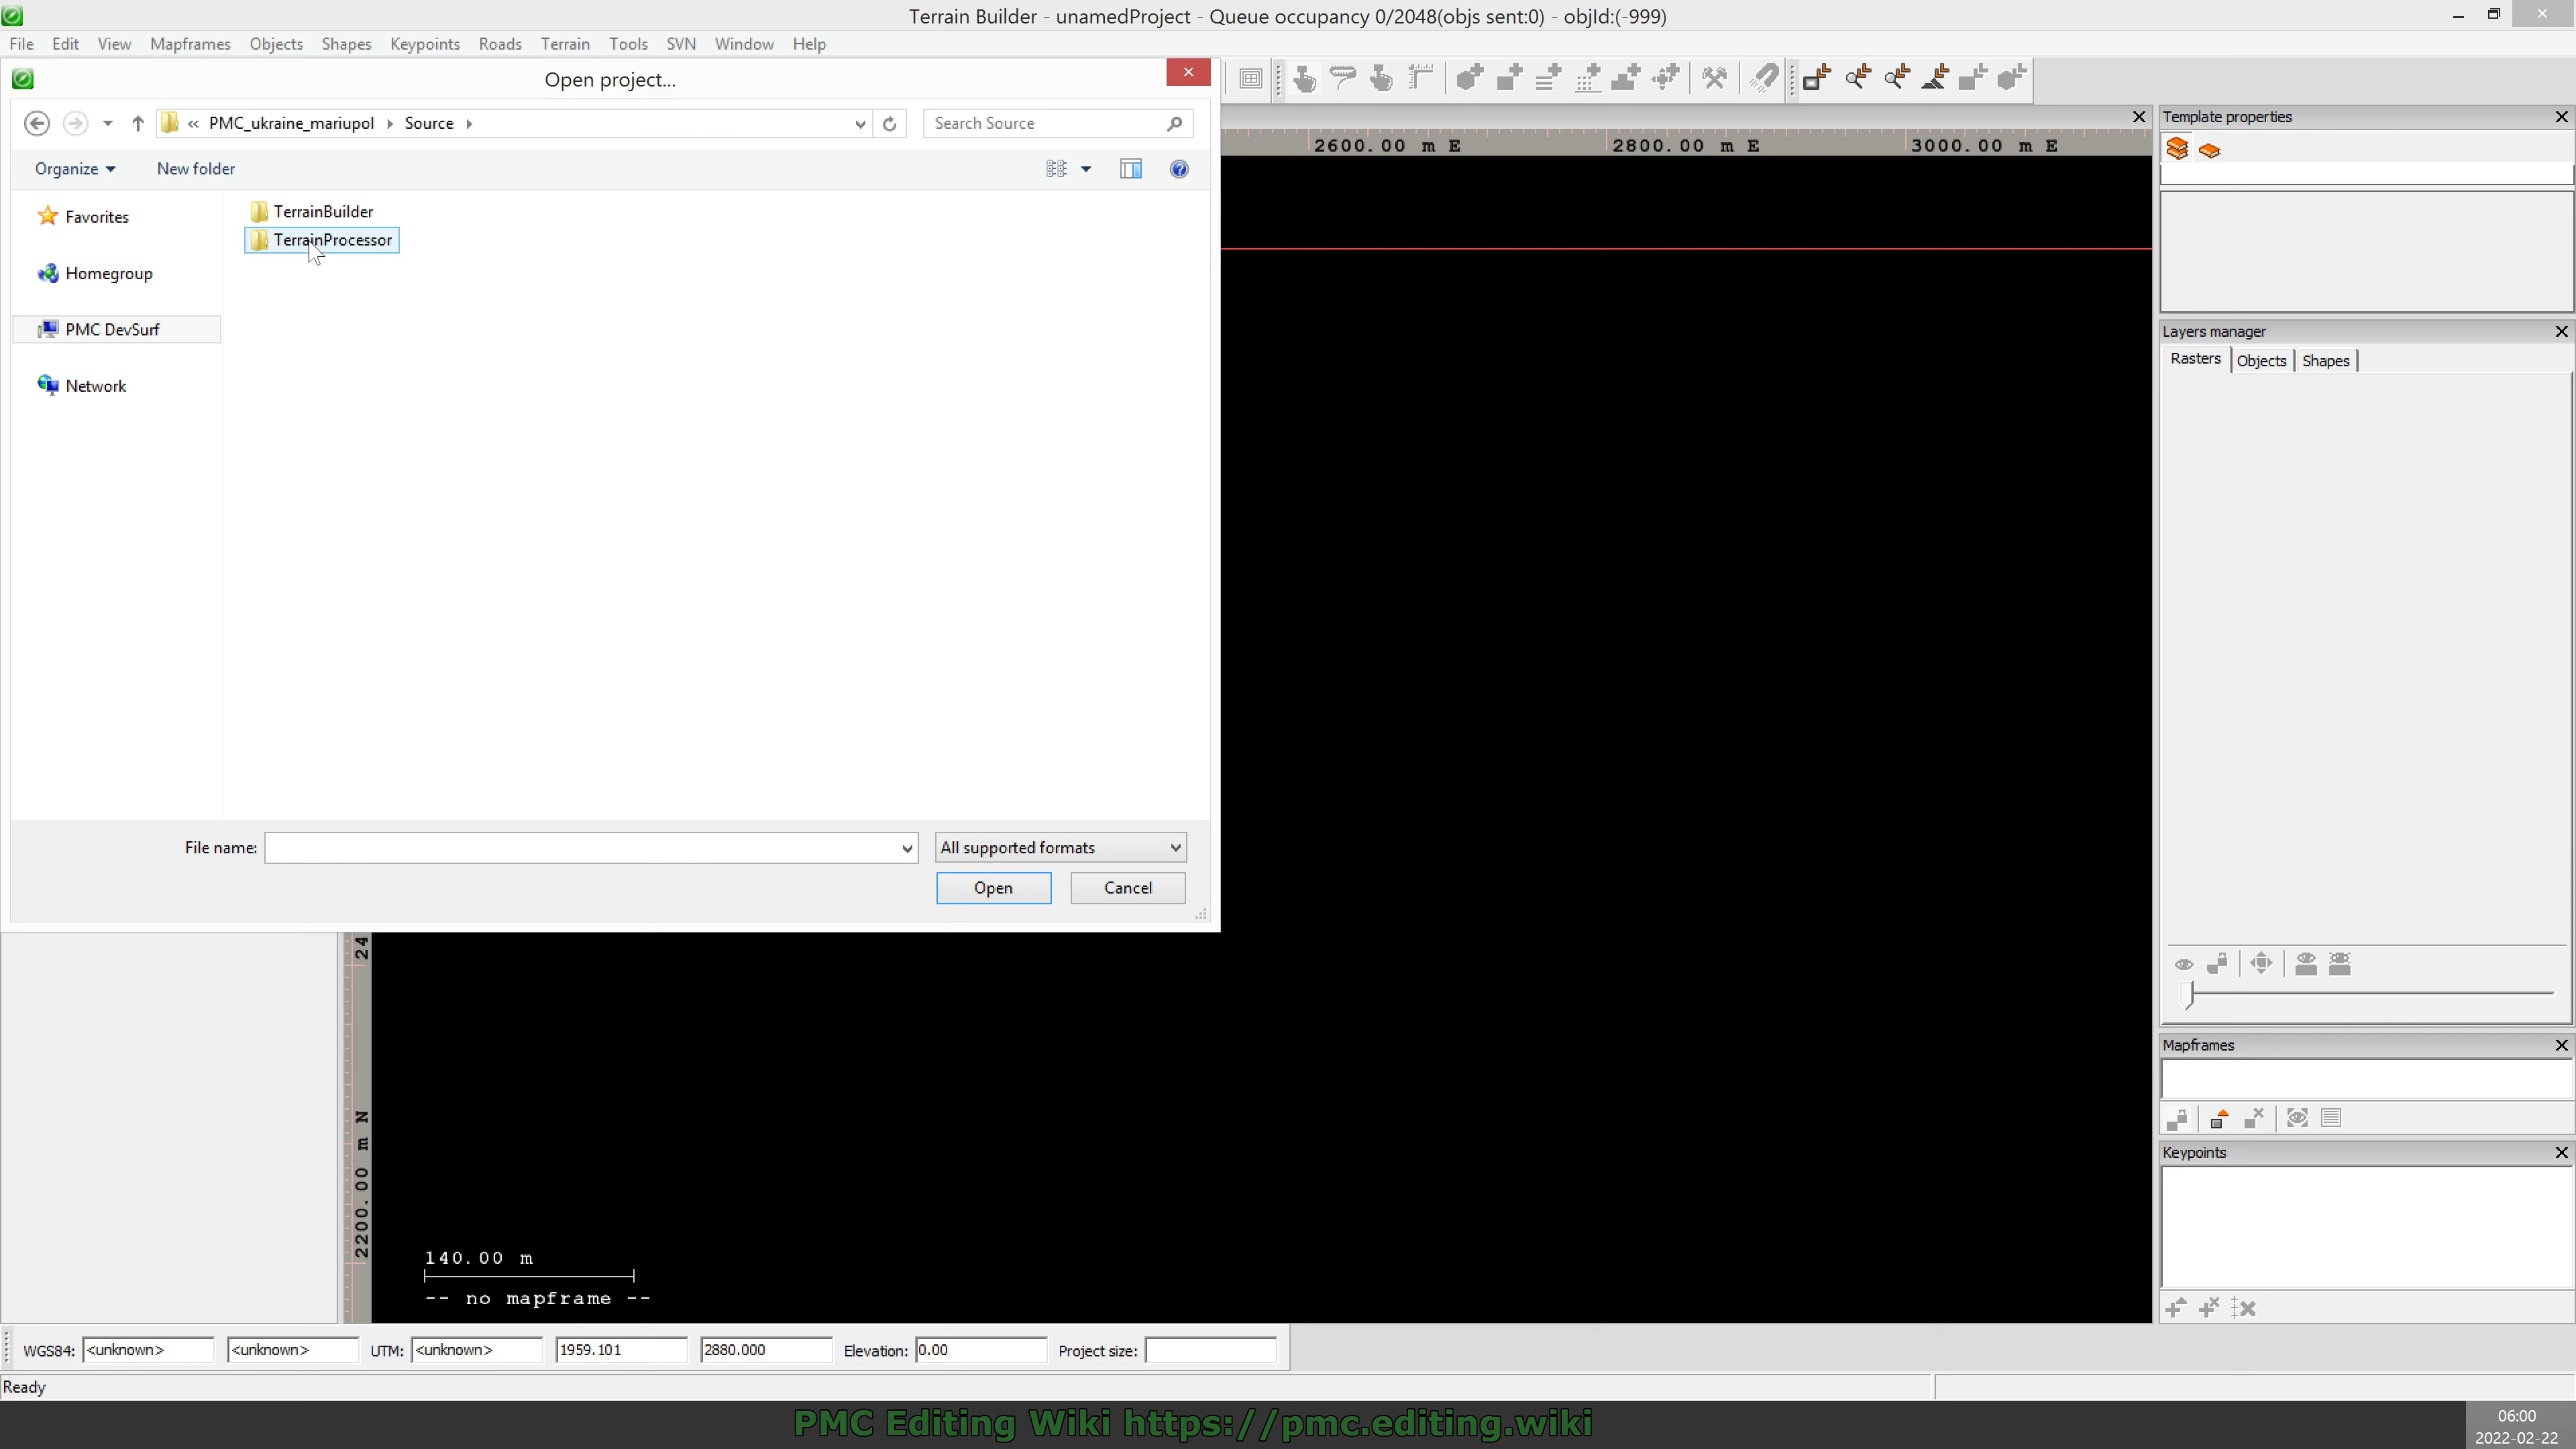 Terrain Builder - unamedProject - Queue occupancy 0/2048(objs sent:0) - objId:(-999)
File Edit View Mapframes Objects Shapes Keypoints Roads Terrain Tools SVN Window Help
Open project...
« PMC_ukraine_mariupol Source
Search Source
Organize New folder
Favorites
Homegroup
PMC DevSurf
Network
TerrainBuilder
TerrainProcessor
File name:
All supported formats
Open Cancel
2600.00 m E 2800.00 m E 3000.00 m E
Template properties
Layers manager
Rasters Objects Shapes
Mapframes
Keypoints
24
2200.00 m N
140.00 m
-- no mapframe --
WGS84: <unknown> <unknown> UTM: <unknown> 1959.101 2880.000 Elevation: 0.00 Project size:
Ready
PMC Editing Wiki https://pmc.editing.wiki
06:00
2022-02-22